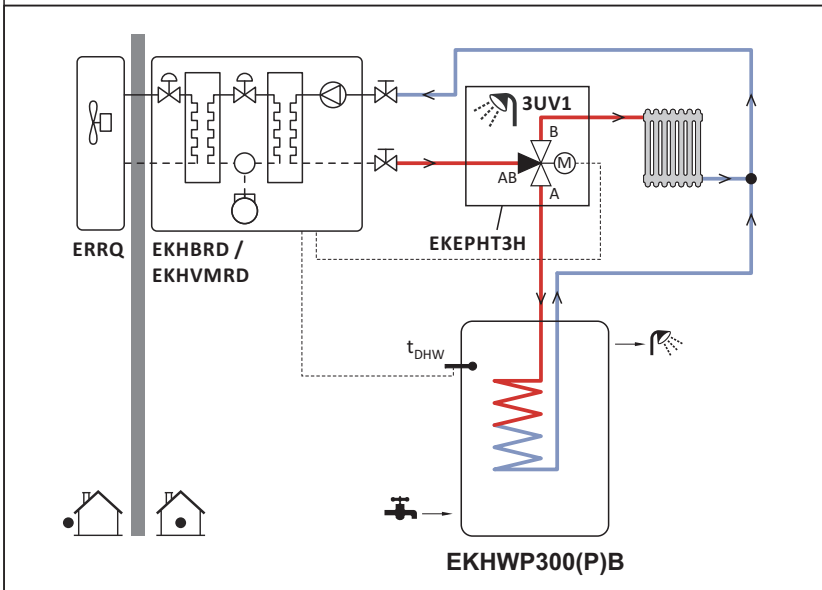 3UV1
B
M
AB
A
ERRQ
EKHBRD /
EKHVMRD
EKEPHT3H
tDHW
EKHWP300(P)B